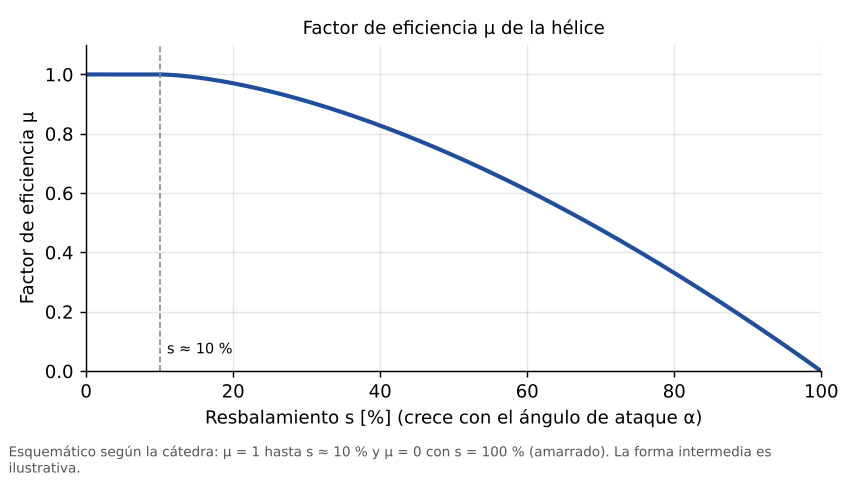 Factor de eficiencia μ de la hélice
Factor de eficiencia μ
1.0
0.8
0.6
0.4
0.2
0.0
s ≈ 10 %
0 20 40 60 80 100
Resbalamiento s [%] (crece con el ángulo de ataque α)
Esquemático según la cátedra: μ = 1 hasta s ≈ 10 % y μ = 0 con s = 100 % (amarrado). La forma intermedia es
ilustrativa.